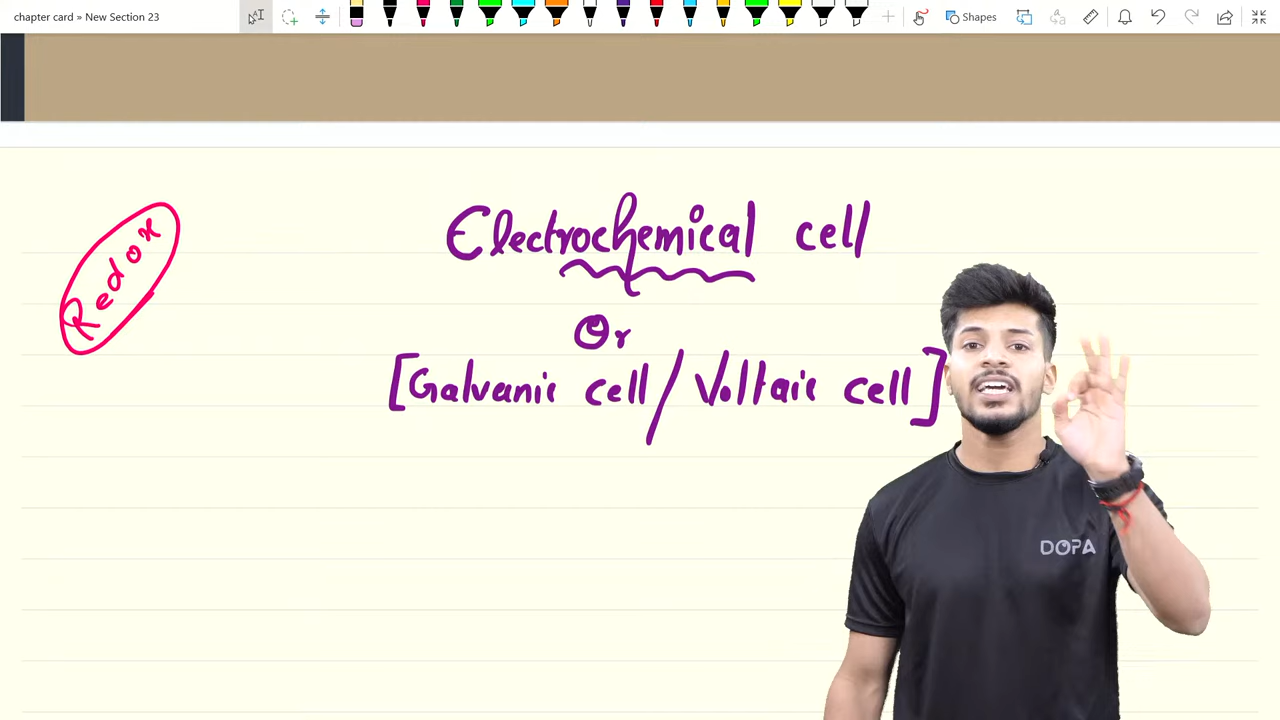 chapter card » New Section 23
Shapes
Redox
Electrochemical cell
Or
[Galvanic cell / Voltaic cell]
DOPA